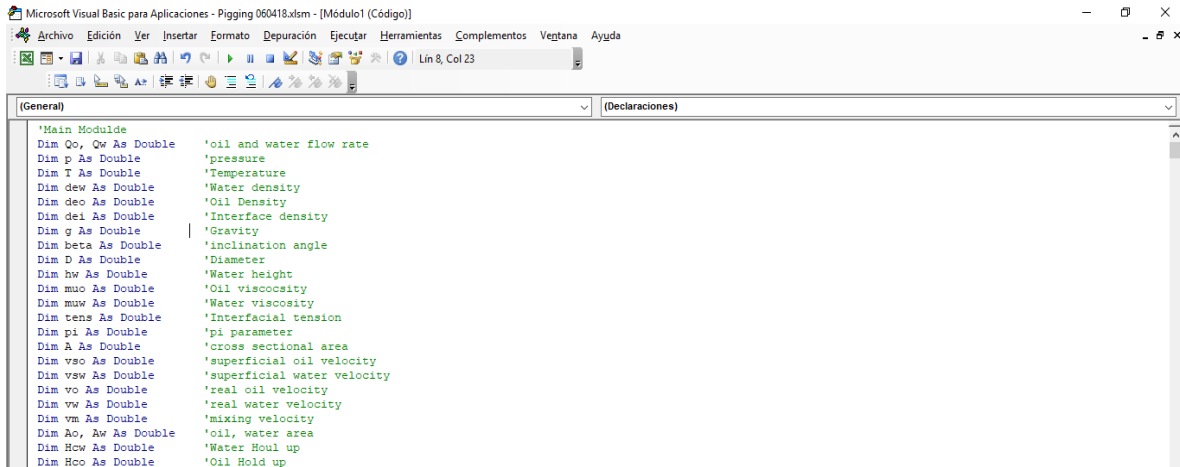 Microsoft Visual Basic para Aplicaciones - Pigging 060418.xlsm - [Módulo1 (Código)]
Archivo Edición Ver Insertar Formato Depuración Ejecutar Herramientas Complementos Ventana Ayuda
Lín 8, Col 23
(General) (Declaraciones)
'Main Modulde
Dim Qo, Qw As Double 'oil and water flow rate
Dim p As Double 'pressure
Dim T As Double 'Temperature
Dim dew As Double 'Water density
Dim deo As Double 'Oil Density
Dim dei As Double 'Interface density
Dim g As Double 'Gravity
Dim beta As Double 'inclination angle
Dim D As Double 'Diameter
Dim hw As Double 'Water height
Dim muo As Double 'Oil viscocsity
Dim muw As Double 'Water viscosity
Dim tens As Double 'Interfacial tension
Dim pi As Double 'pi parameter
Dim A As Double 'cross sectional area
Dim vso As Double 'superficial oil velocity
Dim vsw As Double 'superficial water velocity
Dim vo As Double 'real oil velocity
Dim vw As Double 'real water velocity
Dim vm As Double 'mixing velocity
Dim Ao, Aw As Double 'oil, water area
Dim Hcw As Double 'Water Houl up
Dim Hco As Double 'Oil Hold up